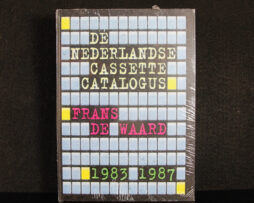 DE
NEDERLANDSE
CASSETTE
CATALOGUS
FRANS
DE WAARD
1983 1987